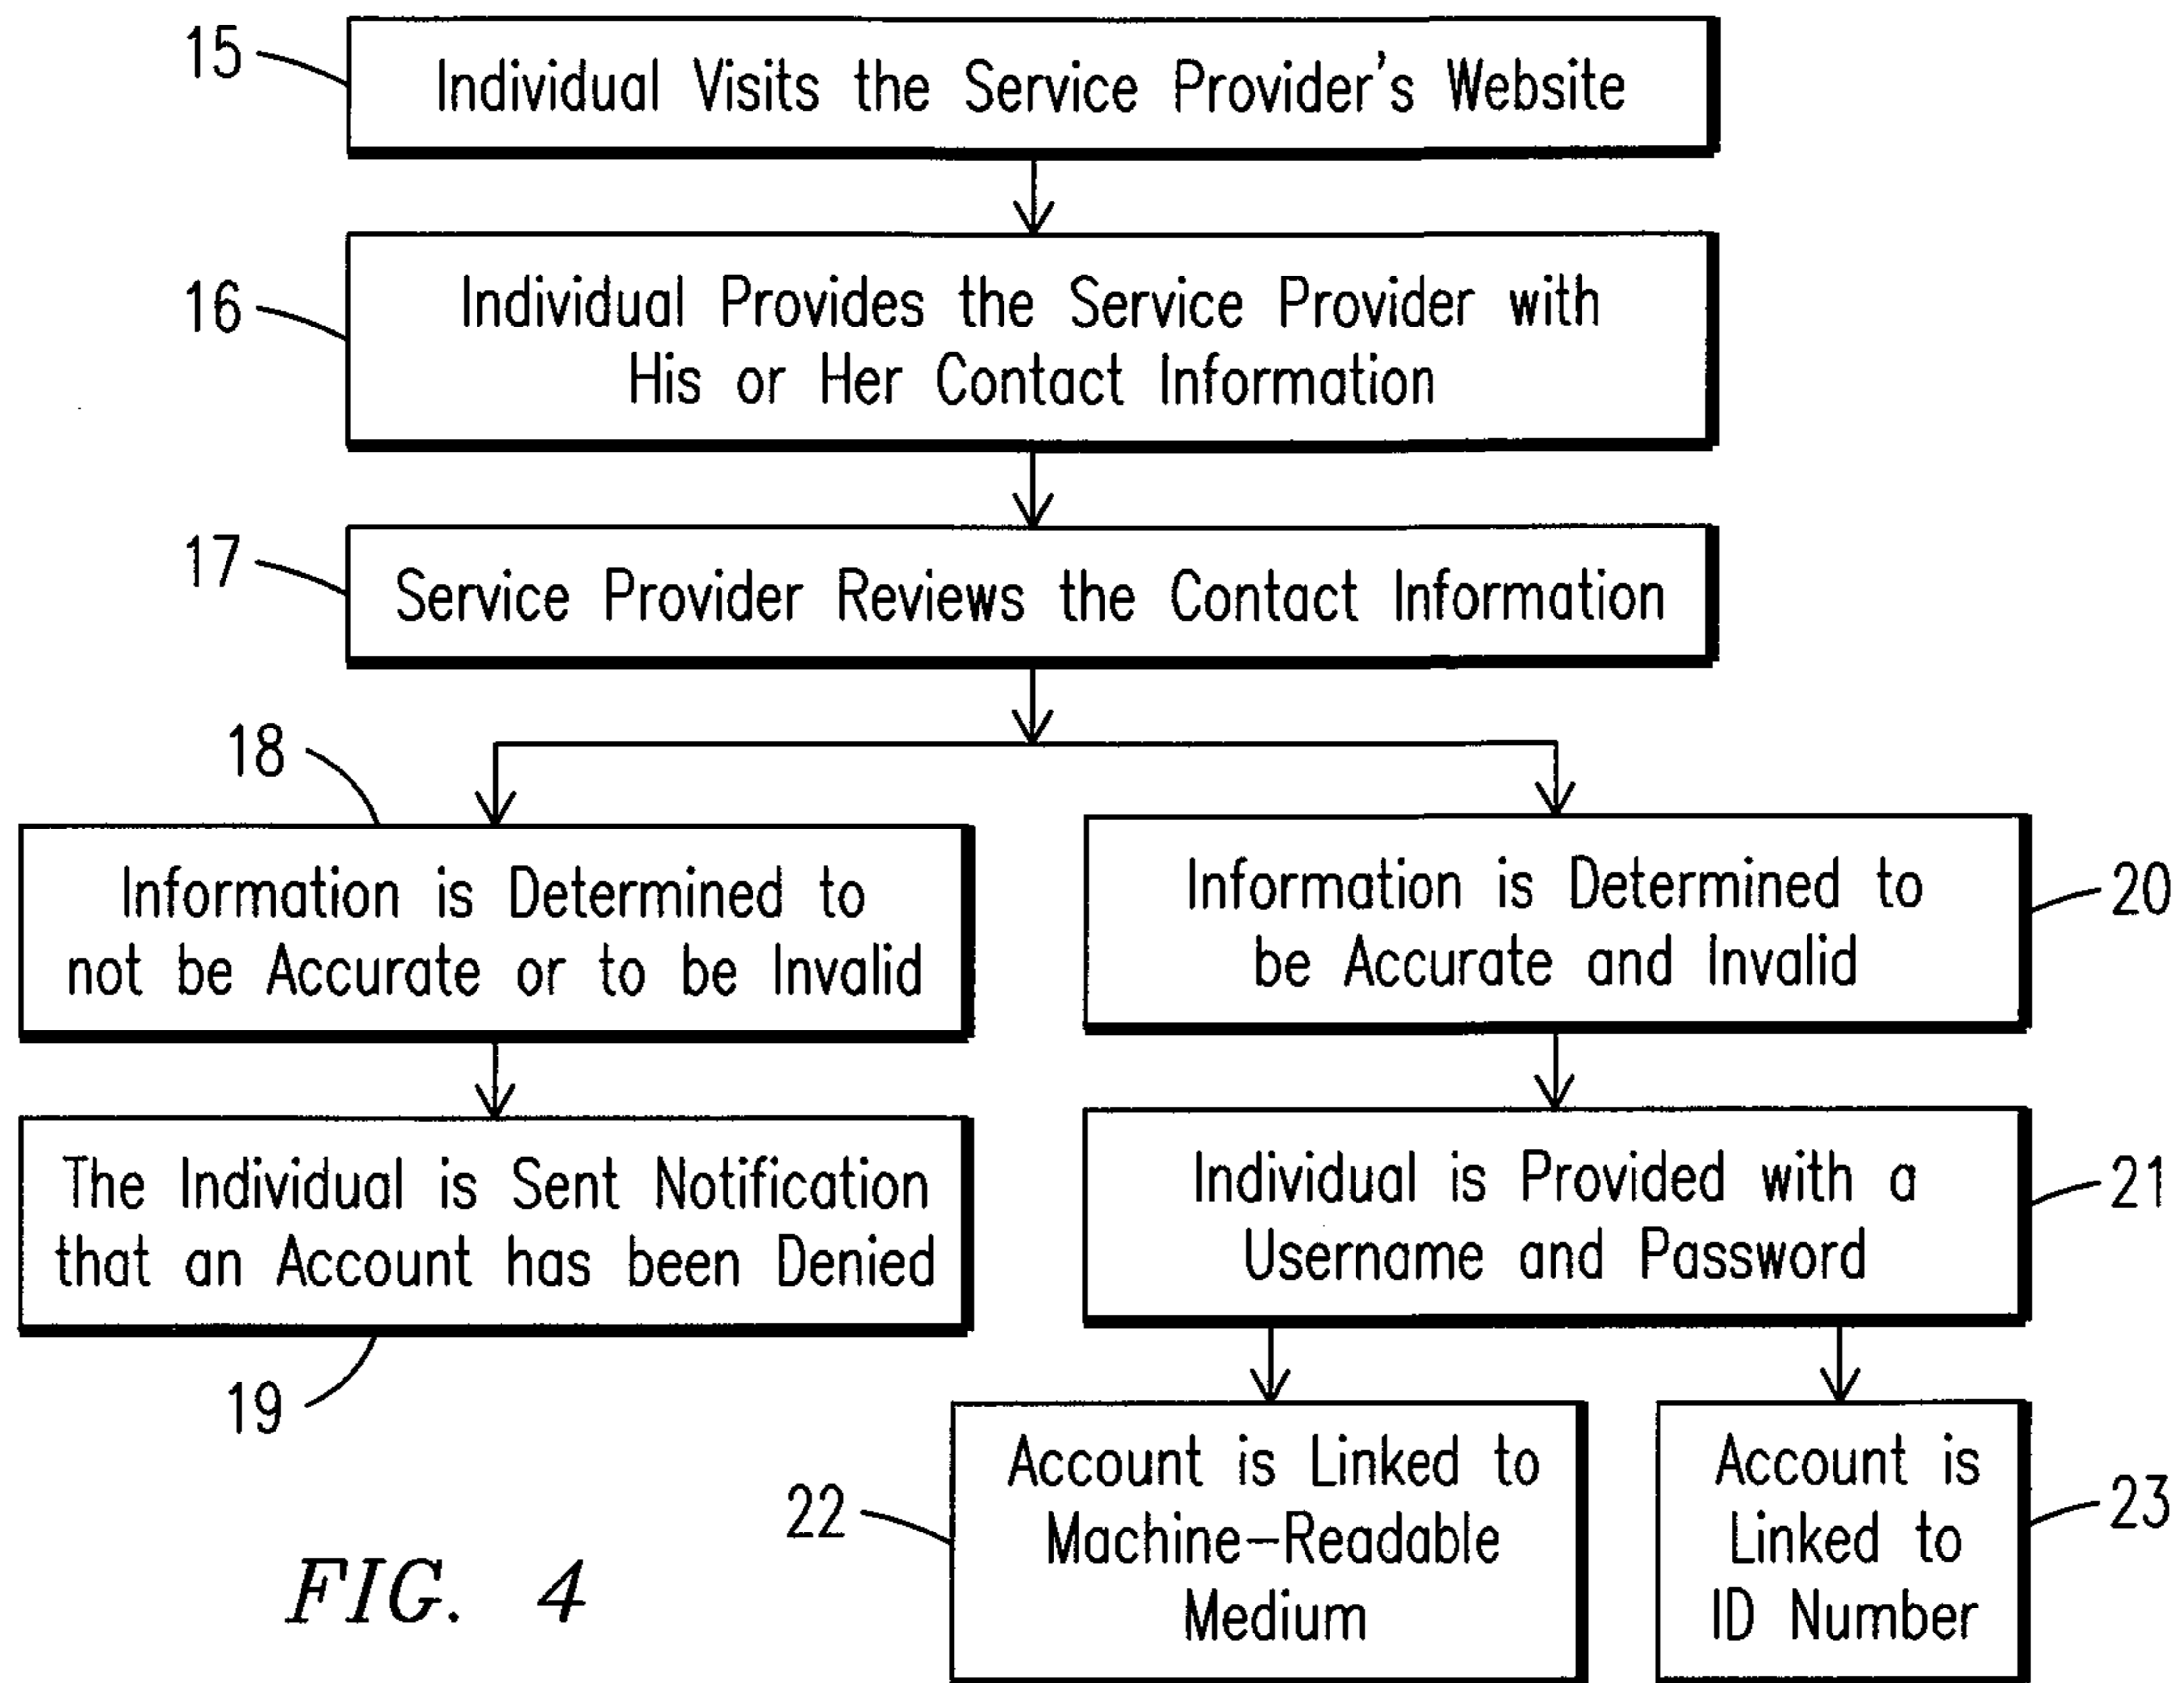 15
Individual Visits the Service Provider's Website
16
Individual Provides the Service Provider with
His or Her Contact Information
17
Service Provider Reviews the Contact Information
18
Information is Determined to
not be Accurate or to be Invalid
Information is Determined to
be Accurate and Invalid
20
The Individual is Sent Notification
that an Account has been Denied
19
Individual is Provided with a
Username and Password
21
22
Account is Linked to
Machine-Readable
Medium
Account is
Linked to
ID Number
23
FIG. 4